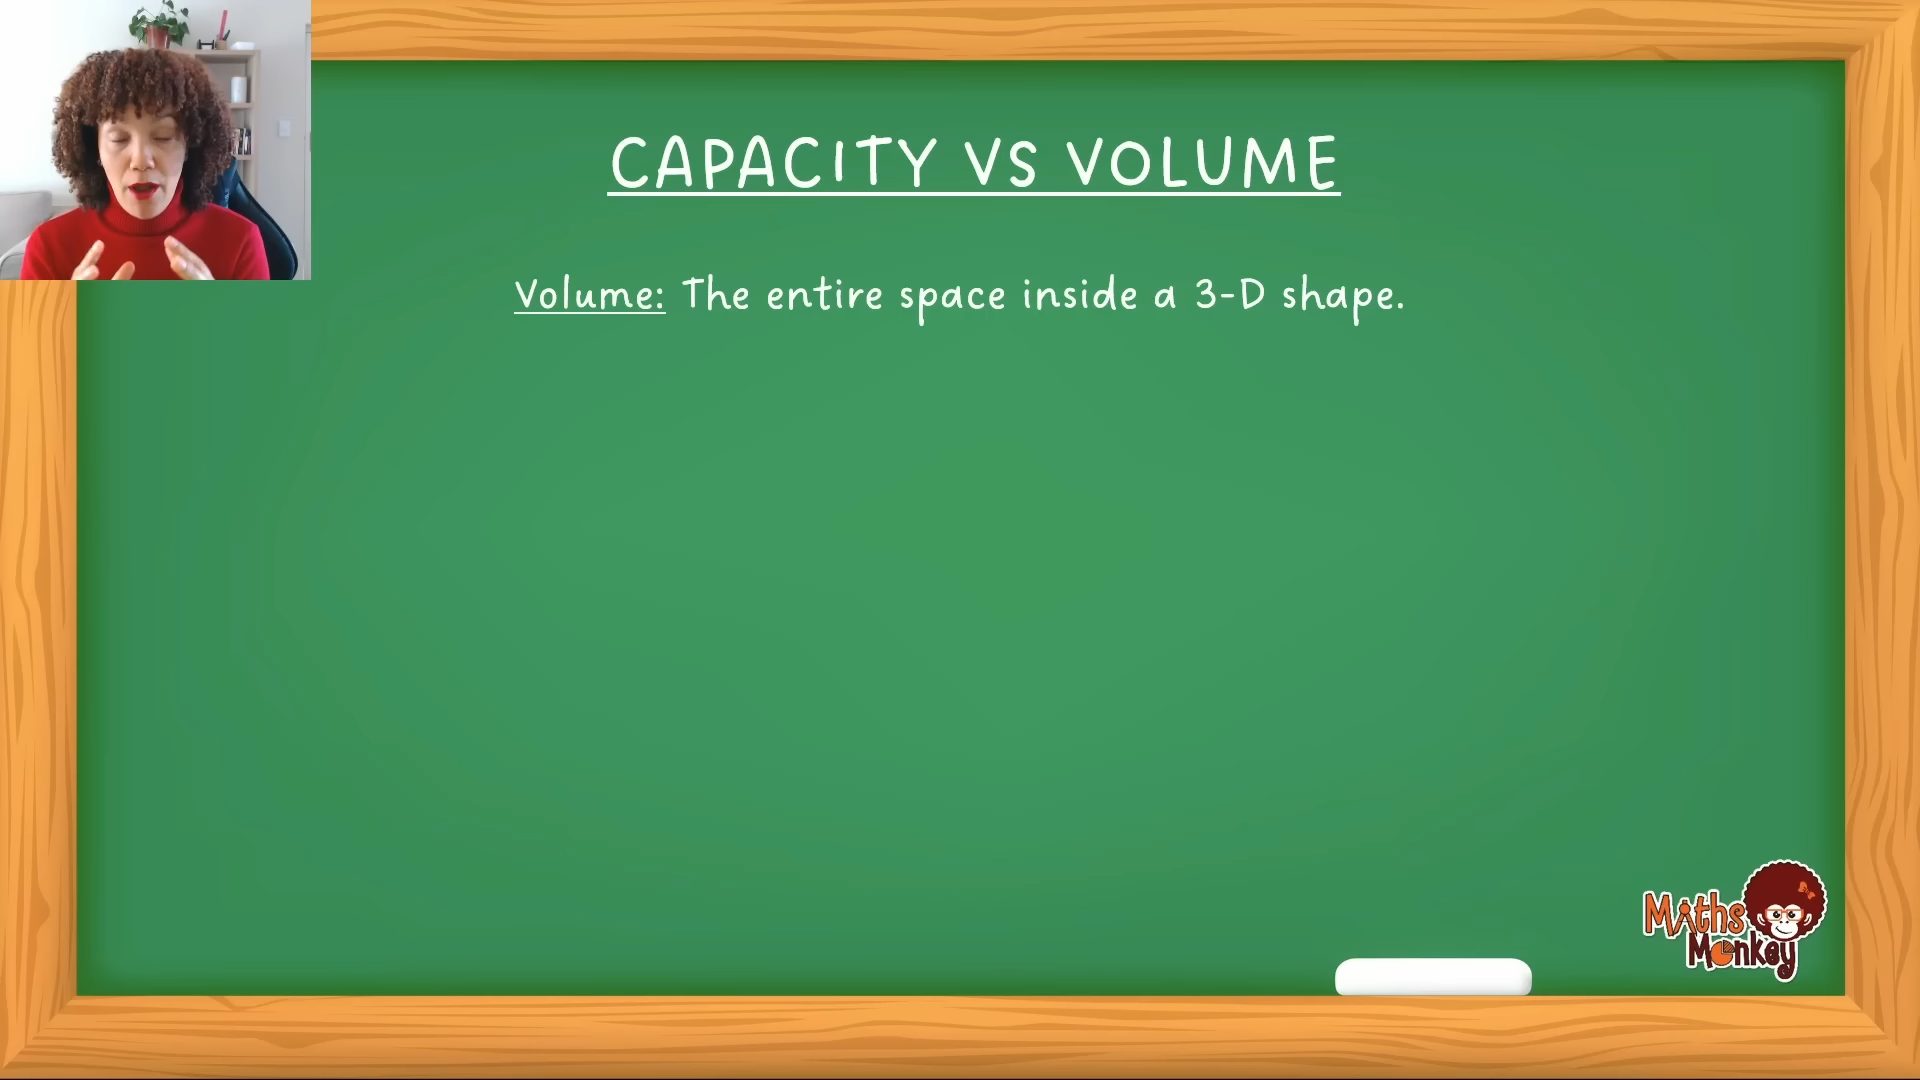 CAPACITY VS VOLUME
Volume: The entire space inside a 3-D shape.
Maths
Monkey